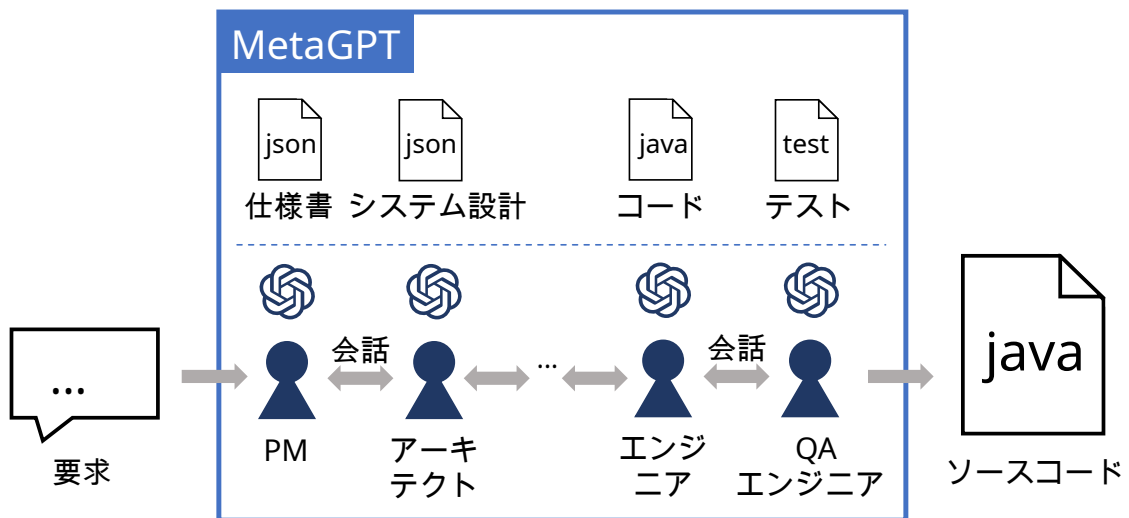 MetaGPT
json
json
java
test
仕様書
システム設計
コード
テスト
...
要求
会話
...
会話
PM
アーキ
テクト
エンジ
ニア
QA
エンジニア
java
ソースコード